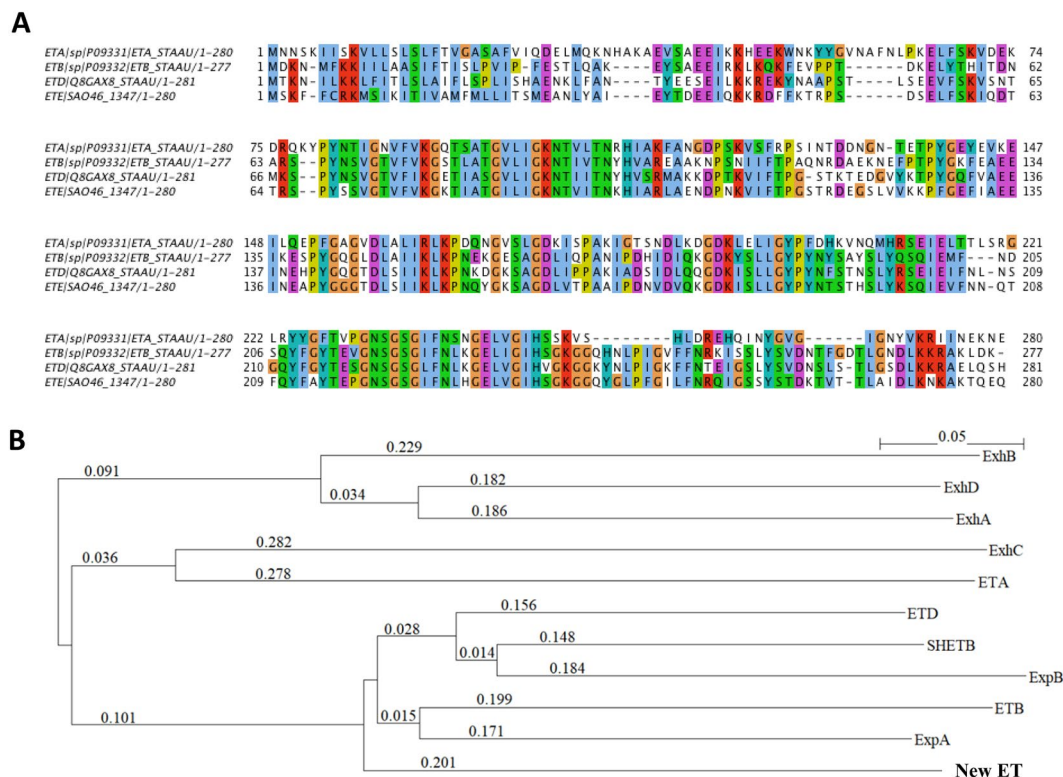 A
ETA|sp|P09331|ETA_STAAU/1-280 1 MNNSKIISKVLLSLSLFTVGASAFVIQDELMQKNHAKAEVSAEEIKKHEEKWNKYYGVNAFNLPKELFSKVDEK 74
ETB|sp|P09332|ETB_STAAU/1-277 1 MDKN-MFKKIILAASIFTISLPVIP-FESTLQAK-----EYSAEEIRKLKQKFEVPPT-------DKELYTHITDN 62
ETD|Q8GAX8_STAAU/1-281 1 MTKN-ILKKLFITLSLAIFLSPLISHAENKLFAN-----TYEESEIKKLREKYNAAPS-------LSEVFSKVSNT 65
ETE|SAO46_1347/1-280 1 MSKF-FCRKMSIKITIVAMFMLLITSMEANLYAI-----EYTDEEIQKKRDFFKTRPS-------DSELFSKIQDT 63
ETA|sp|P09331|ETA_STAAU/1-280 75 DRQKYPYNTIGNVFVKGQTSATGVLIGKNTVLTNRHIAKFANGDPSKVSFRPSINTDDNGN-TETPYGEYEVKE 147
ETB|sp|P09332|ETB_STAAU/1-277 63 ARS--PYNSVGTVFVKGSTLATGVLIGKNTIVTNYHVAREAAKNPSNIIFTPAQNRDAEKNEFPTPYGKFEAEE 134
ETD|Q8GAX8_STAAU/1-281 66 MKS--PYNSVGTVFVKGETIASGVLIGKNTIITNYHVSRMAKKDPTKVIFTPG-STKTEDGVYKTPYGQFVAEE 136
ETE|SAO46_1347/1-280 64 TRS--PYSSVGTVFVKGKTIATGILIGKNTVITNKHIARLAENDPNKVIFTPGSTRDEGSLVVKKPFGEFIAEE 135
ETA|sp|P09331|ETA_STAAU/1-280 148 ILQEPFGAGVDLALIRLKPDQNGVSLGDKISPAKIGTSNDLKDGDKLELIGYPFDHKVNQMHRSEIELTTLSRG 221
ETB|sp|P09332|ETB_STAAU/1-277 135 IKESPYGQGLDLAIIKLKPNEKGESAGDLIQPANIPDHIDIQKGDKYSLLGYPYNYSAYSLYQSQIEMF---ND 205
ETD|Q8GAX8_STAAU/1-281 137 INEHPYGQGTDLSIIKLKPNKDGKSAGDLIPPAKIPDSIDLQQGDKISLLGYPYNFSTNSLYRSEIEIF-NL-NS 209
ETE|SAO46_1347/1-280 136 INEAPYGGGTDLSIIKLKPNQYGKSAGDLVTPAAIPDNVDVQKGDKISLLGYPYNTSTHSLYKSQIEVFNN-QT 208
ETA|sp|P09331|ETA_STAAU/1-280 222 LRYYGFTVPGNSGSGIFNSNGELVGIHSSKVS--------HLDREHQINYGVG------IGNYVKRIINEKNE 280
ETB|sp|P09332|ETB_STAAU/1-277 206 SQYFGYTEVGNSGSGIFNLKGELIGIHSGKGGQHNLPIGVFFNRKISSLYSVDNTFGDTLGNDLKKRAKLDK- 277
ETD|Q8GAX8_STAAU/1-281 210 GQYFGYTESGNSGSGLFNLKGELVGIHVGKGGKYNLPIGKFFNTEIGSLYSVDNSLS-TLGSDLKKRAELQSH 281
ETE|SAO46_1347/1-280 209 FQYFAYTEPGNSGSGIFNLHGELVGIHSGKGGQYGLPFGILFNRQIGSSYSTDKTVT-TLAIDLKNKAKTQEQ 280
B
0.05
0.229 ExhB
0.091
0.182 ExhD
0.034
0.186 ExhA
0.282 ExhC
0.036
0.278 ETA
0.156 ETD
0.028
0.148 SHETB
0.014
0.184 ExpB
0.199 ETB
0.101
0.015
0.171 ExpA
0.201 New ET